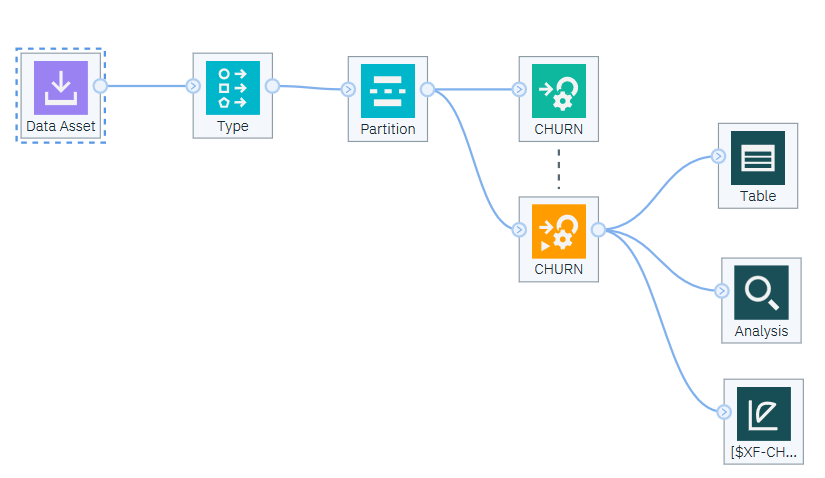 Data Asset
Type
Partition
CHURN
CHURN
Table
Analysis
[$XF-CH...